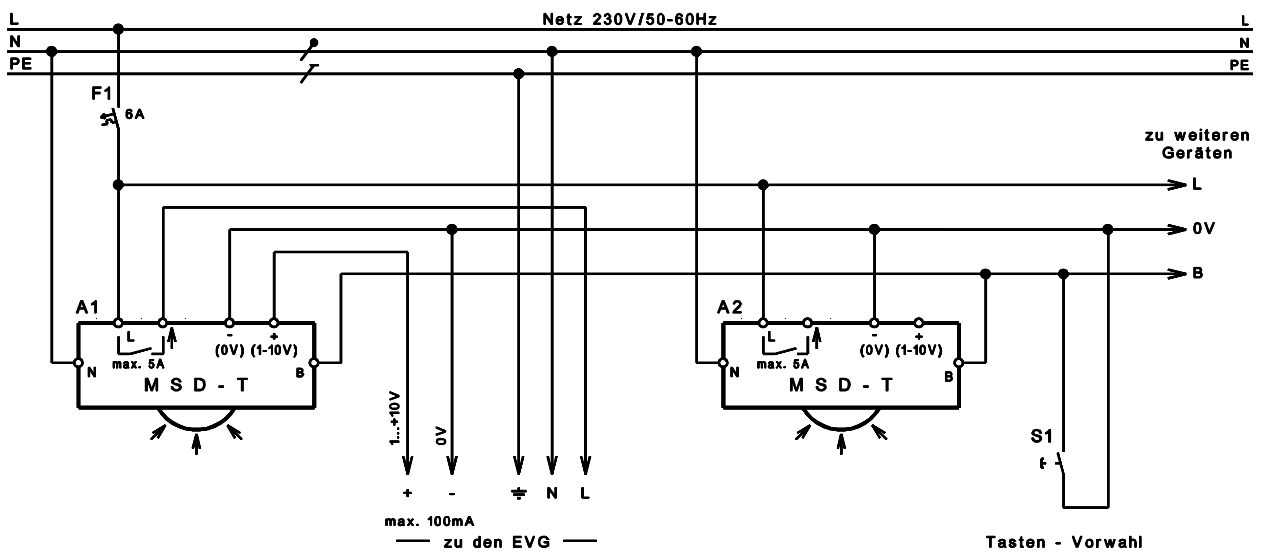 L Netz 230V/50-60Hz L
N N
PE PE
F1
6A
zu weiteren
Geräten
L
0V
B
A1
L - +
(0V) (1-10V)
max. 5A
N B
M S D - T
A2
L - +
(0V) (1-10V)
max. 5A
N B
M S D - T
1...+10V
0V
S1
+ - N L
max. 100mA
zu den EVG
Tasten - Vorwahl